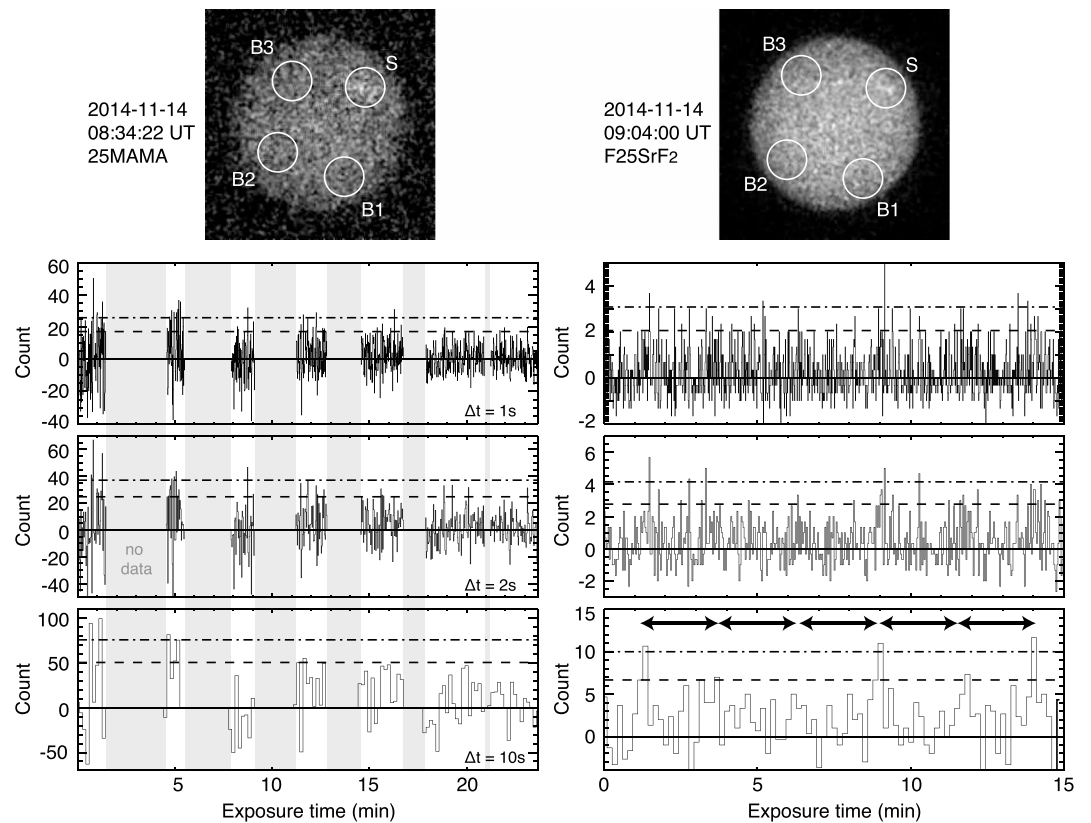 B3
S
2014-11-14
08:34:22 UT
25MAMA
B2
B1
B3
S
2014-11-14
09:04:00 UT
F25SrF2
B2
B1
60
40
20
0
-20
-40
Count
Δt = 1s
4
2
0
-2
Count
60
40
20
0
-20
-40
Count
no
data
Δt = 2s
6
4
2
0
-2
Count
100
50
0
-50
Count
Δt = 10s
5
10
15
20
Exposure time (min)
15
10
5
0
Count
0
5
10
15
Exposure time (min)